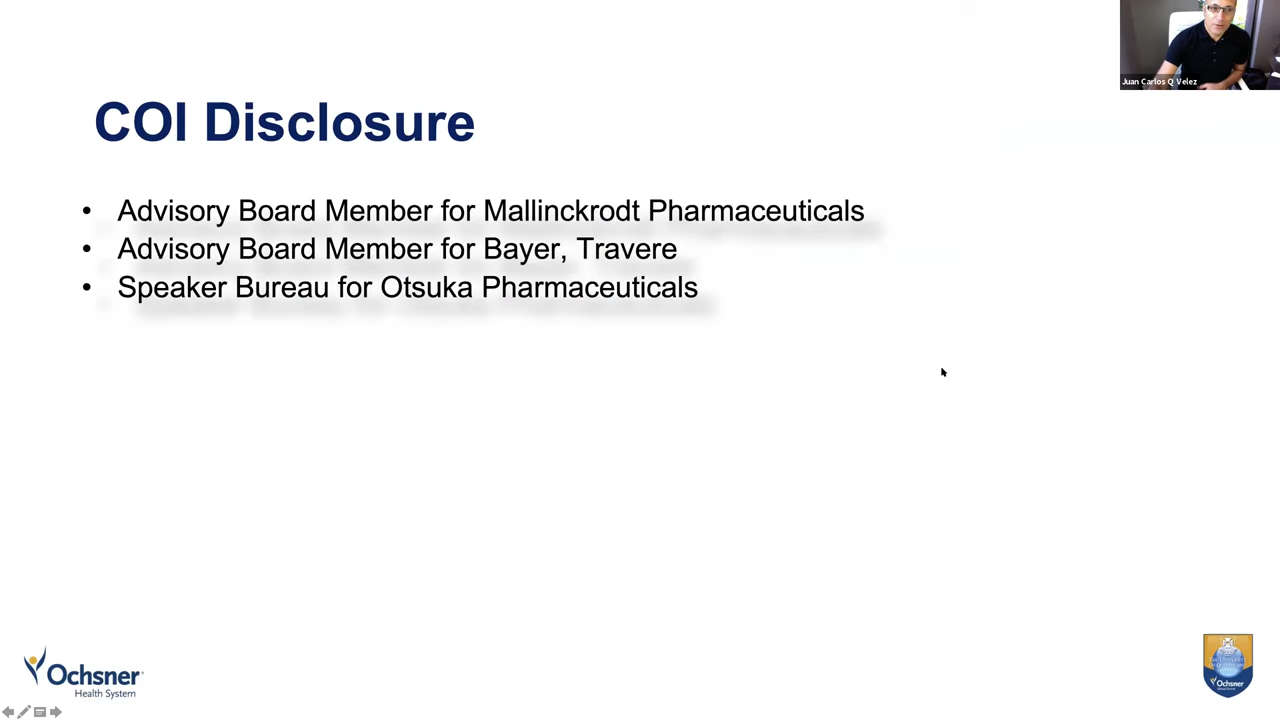 Juan Carlos Q Velez
COI Disclosure
• Advisory Board Member for Mallinckrodt Pharmaceuticals
• Advisory Board Member for Bayer, Travere
• Speaker Bureau for Otsuka Pharmaceuticals
Ochsner
Health System
Ochsner